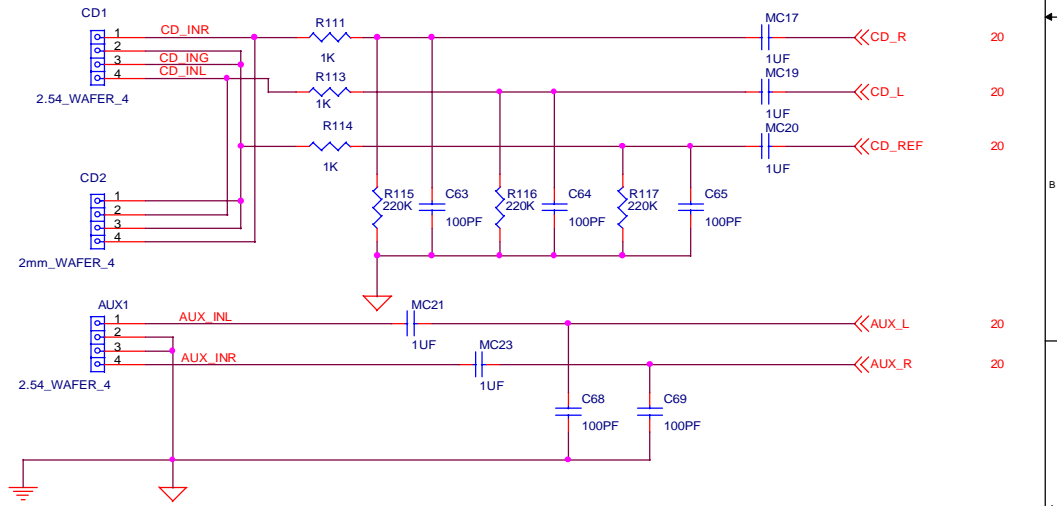 CD1
1
2
3
4
2.54_WAFER_4
CD_INR
CD_ING
CD_INL
R111
1K
R113
1K
R114
1K
MC17
1UF
CD_R
20
MC19
1UF
CD_L
20
MC20
1UF
CD_REF
20
B
CD2
1
2
3
4
2mm_WAFER_4
R115
220K
C63
100PF
R116
220K
C64
100PF
R117
220K
C65
100PF
AUX1
1
2
3
4
2.54_WAFER_4
AUX_INL
AUX_INR
MC21
1UF
MC23
1UF
AUX_L
20
AUX_R
20
C68
100PF
C69
100PF